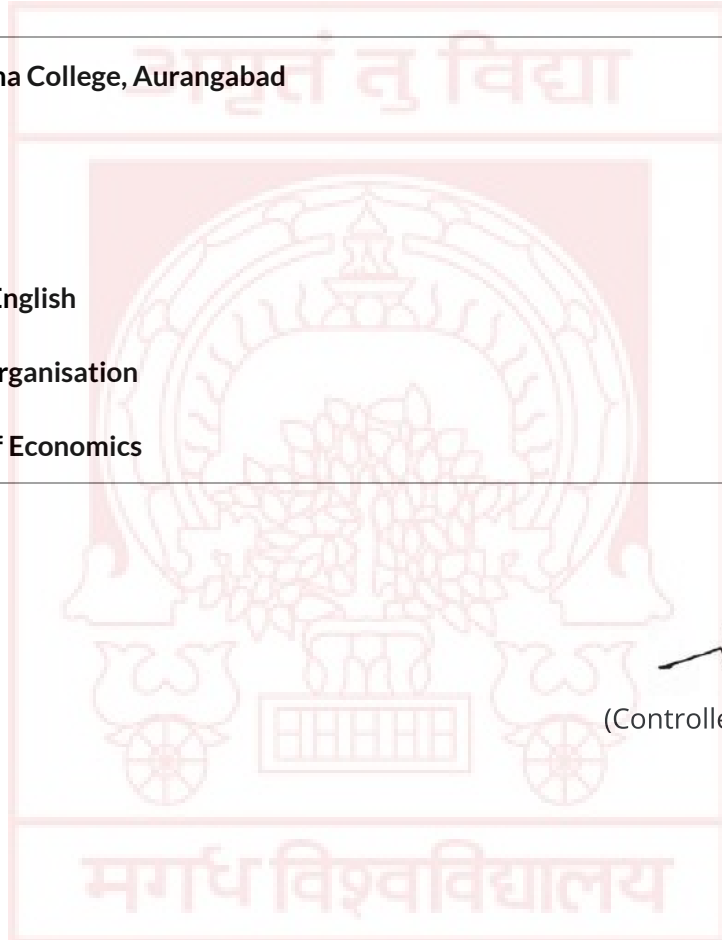 अमृतं तु विद्या
na College, Aurangabad
English
rganisation
f Economics
(Controlle
मगध विश्वविद्यालय